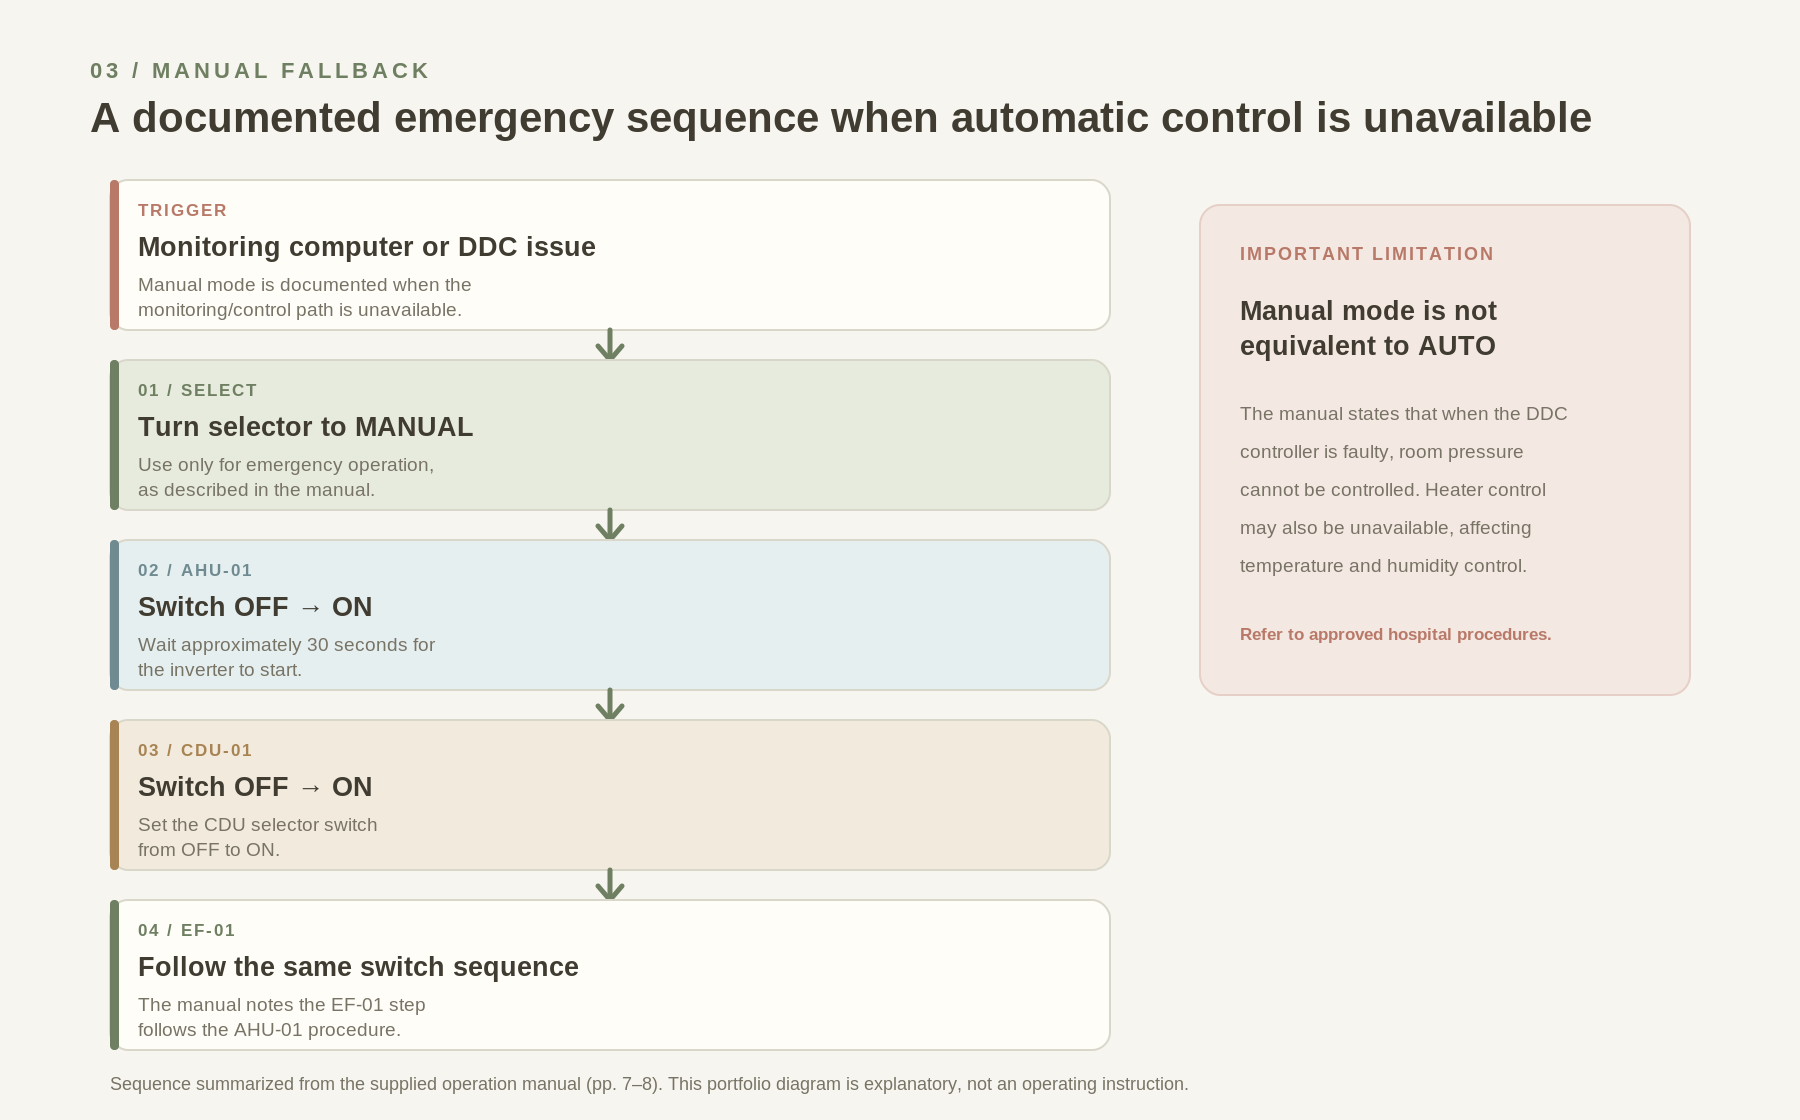 03 / MANUAL FALLBACK
A documented emergency sequence when automatic control is unavailable
TRIGGER
Monitoring computer or DDC issue
Manual mode is documented when the
monitoring/control path is unavailable.
01 / SELECT
Turn selector to MANUAL
Use only for emergency operation,
as described in the manual.
02 / AHU-01
Switch OFF → ON
Wait approximately 30 seconds for
the inverter to start.
03 / CDU-01
Switch OFF → ON
Set the CDU selector switch
from OFF to ON.
04 / EF-01
Follow the same switch sequence
The manual notes the EF-01 step
follows the AHU-01 procedure.
IMPORTANT LIMITATION
Manual mode is not
equivalent to AUTO
The manual states that when the DDC
controller is faulty, room pressure
cannot be controlled. Heater control
may also be unavailable, affecting
temperature and humidity control.
Refer to approved hospital procedures.
Sequence summarized from the supplied operation manual (pp. 7–8). This portfolio diagram is explanatory, not an operating instruction.